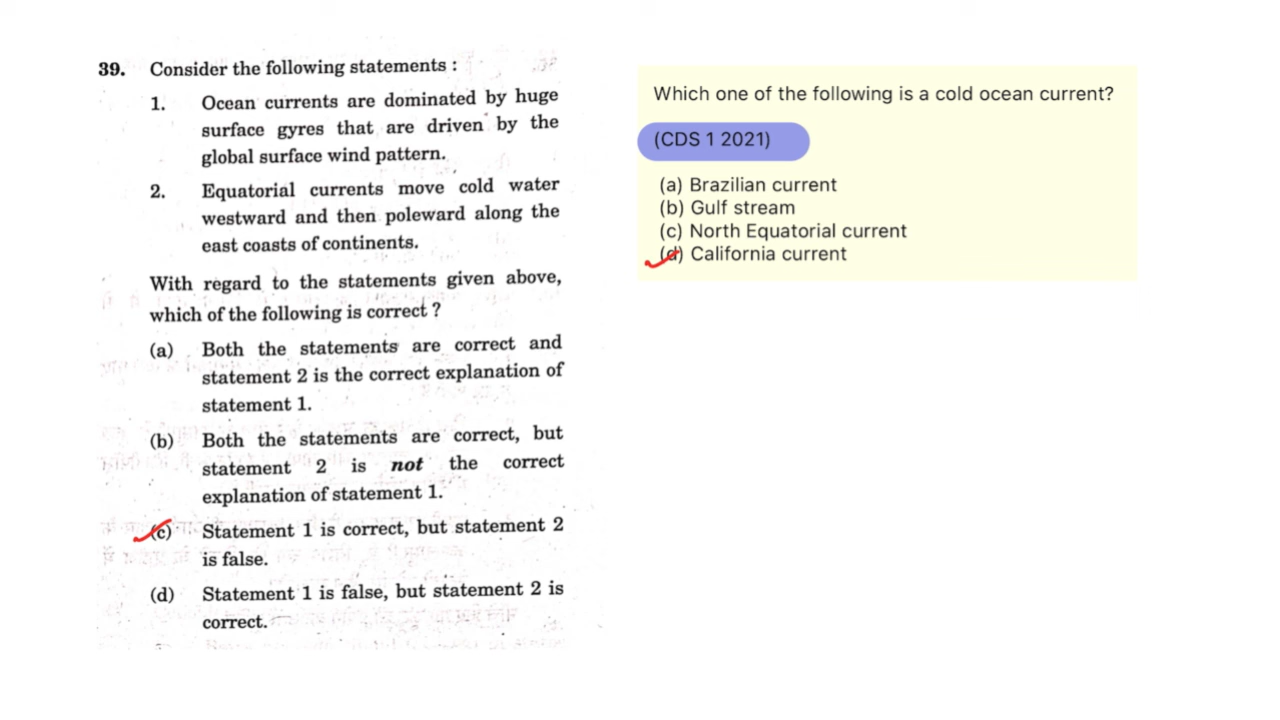 39. Consider the following statements :
1. Ocean currents are dominated by huge
surface gyres that are driven by the
global surface wind pattern.
2. Equatorial currents move cold water
westward and then poleward along the
east coasts of continents.
With regard to the statements given above,
which of the following is correct ?
(a) Both the statements are correct and
statement 2 is the correct explanation of
statement 1.
(b) Both the statements are correct, but
statement 2 is not the correct
explanation of statement 1.
(c) Statement 1 is correct, but statement 2
is false.
(d) Statement 1 is false, but statement 2 is
correct.
Which one of the following is a cold ocean current?
(CDS 1 2021)
(a) Brazilian current
(b) Gulf stream
(c) North Equatorial current
(d) California current